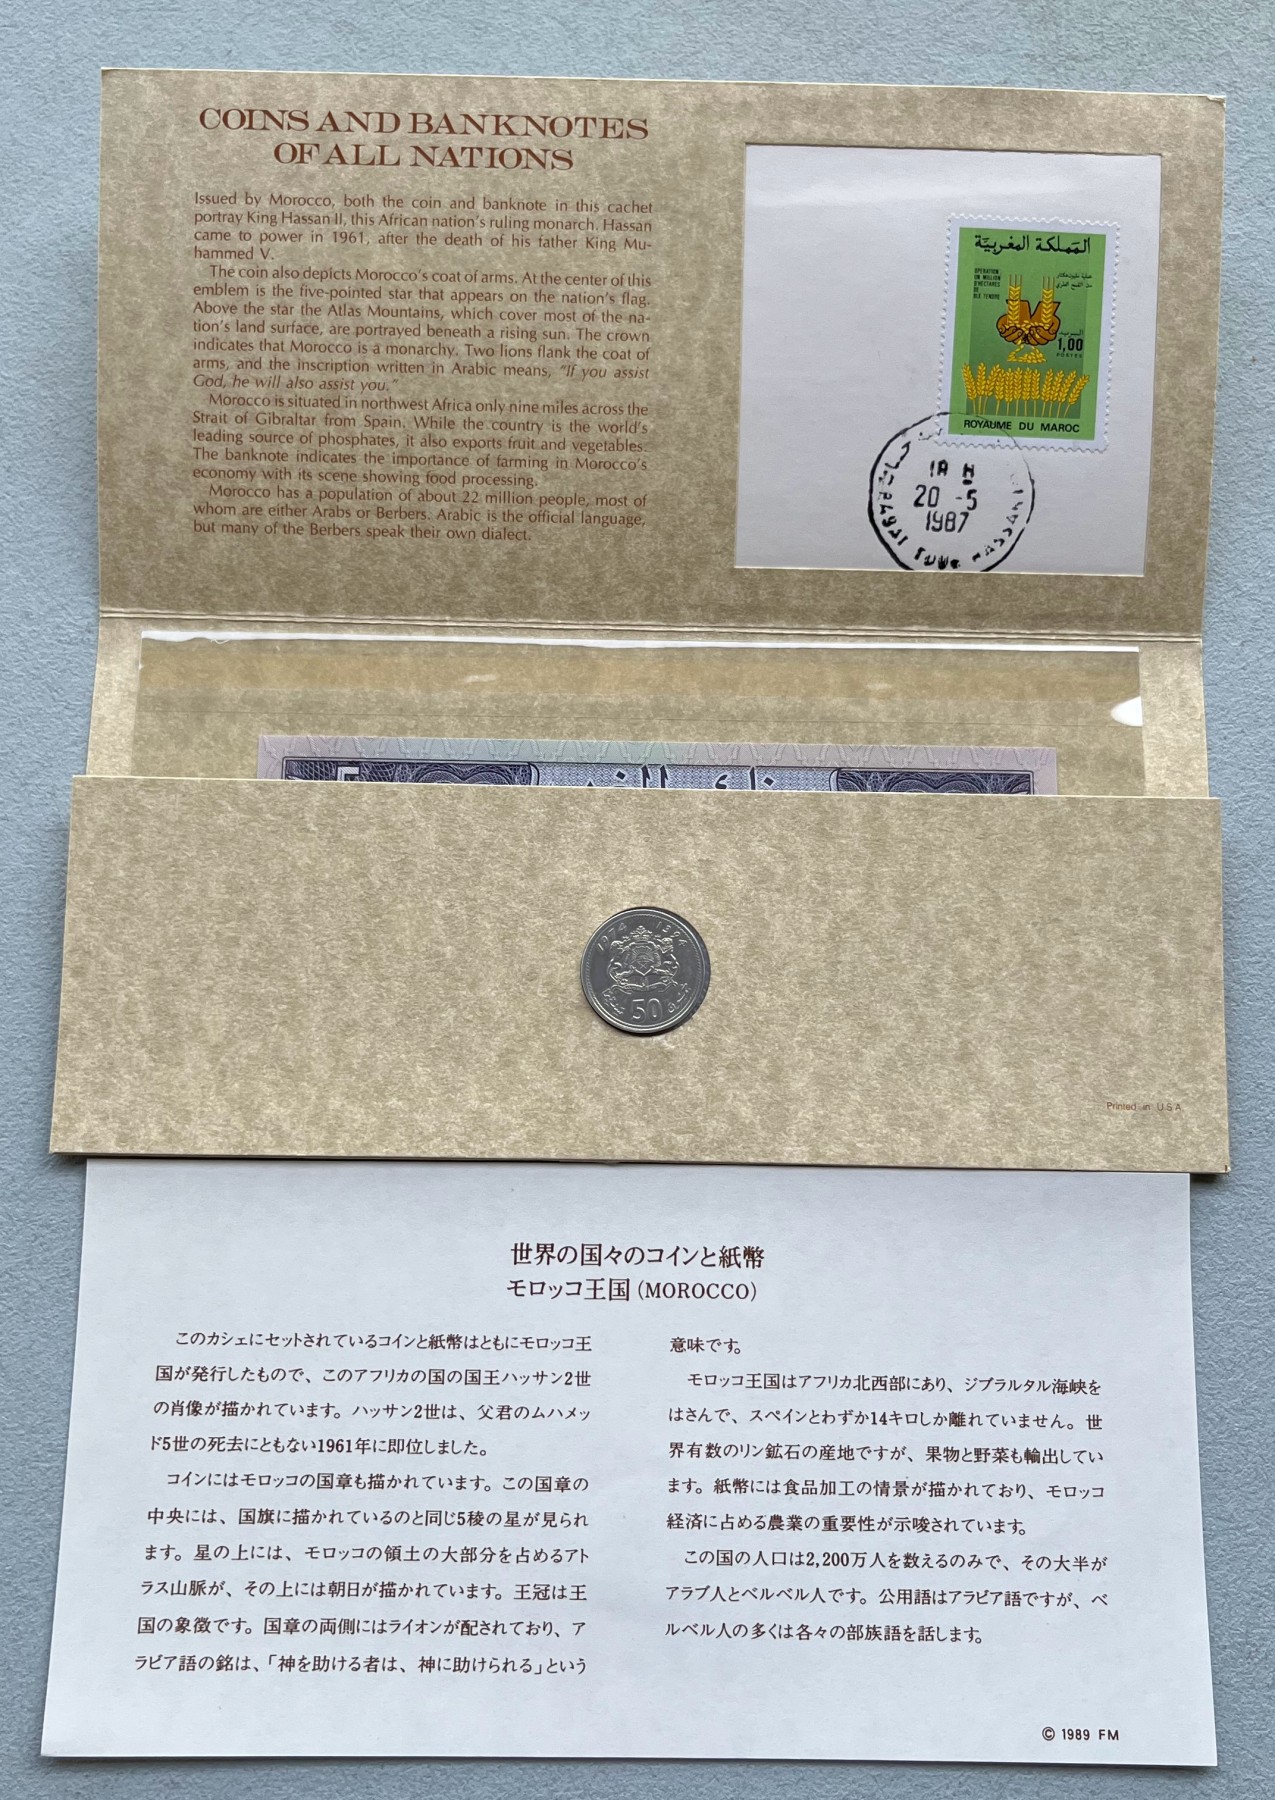 COINS AND BANKNOTES
OF ALL NATIONS
Issued by Morocco, both the coin and banknote in this cachet
portray King Hassan II, this African nation's ruling monarch. Hassan
came to power in 1961, after the death of his father King Mu-
hammed V.
The coin also depicts Morocco's coat of arms. At the center of this
emblem is the five-pointed star that appears on the nation's flag.
Above the star the Atlas Mountains, which cover most of the na-
tion's land surface, are portrayed beneath a rising sun. The crown
indicates that Morocco is a monarchy. Two lions flank the coat of
arms, and the inscription written in Arabic means, "If you assist
God, he will also assist you."
Morocco is situated in northwest Africa only nine miles across the
Strait of Gibraltar from Spain. While the country is the world's
leading source of phosphates, it also exports fruit and vegetables.
The banknote indicates the importance of farming in Morocco's
economy with its scene showing food processing.
Morocco has a population of about 22 million people, most of
whom are either Arabs or Berbers. Arabic is the official language,
but many of the Berbers speak their own dialect.
المملكة المغربية
OPERATION
UN MILLION
D'HECTARES
DE
BLE TENDRE
عملية مليون هكتار
من القمح الطري
البريد
1,00
POSTES
ROYAUME DU MAROC
20 -5
1987
1974 1394
50
Printed in U.S.A.
世界の国々のコインと紙幣
モロッコ王国(MOROCCO)
このカシェにセットされているコインと紙幣はともにモロッコ王
国が発行したもので、このアフリカの国の国王ハッサン2世
の肖像が描かれています。ハッサン2世は、父君のムハメッ
ド5世の死去にともない1961年に即位しました。
コインにはモロッコの国章も描かれています。この国章の
中央には、国旗に描かれているのと同じ5稜の星が見られ
ます。星の上には、モロッコの領土の大部分を占めるアト
ラス山脈が、その上には朝日が描かれています。王冠は王
国の象徴です。国章の両側にはライオンが配されており、ア
ラビア語の銘は、「神を助ける者は、神に助けられる」という
意味です。
モロッコ王国はアフリカ北西部にあり、ジブラルタル海峡を
はさんで、スペインとわずか14キロしか離れていません。世
界有数のリン鉱石の産地ですが、果物と野菜も輸出してい
ます。紙幣には食品加工の情景が描かれており、モロッコ
経済に占める農業の重要性が示唆されています。
この国の人口は2,200万人を数えるのみで、その大半が
アラブ人とベルベル人です。公用語はアラビア語ですが、ベ
ルベル人の多くは各々の部族語を話します。
© 1989 FM